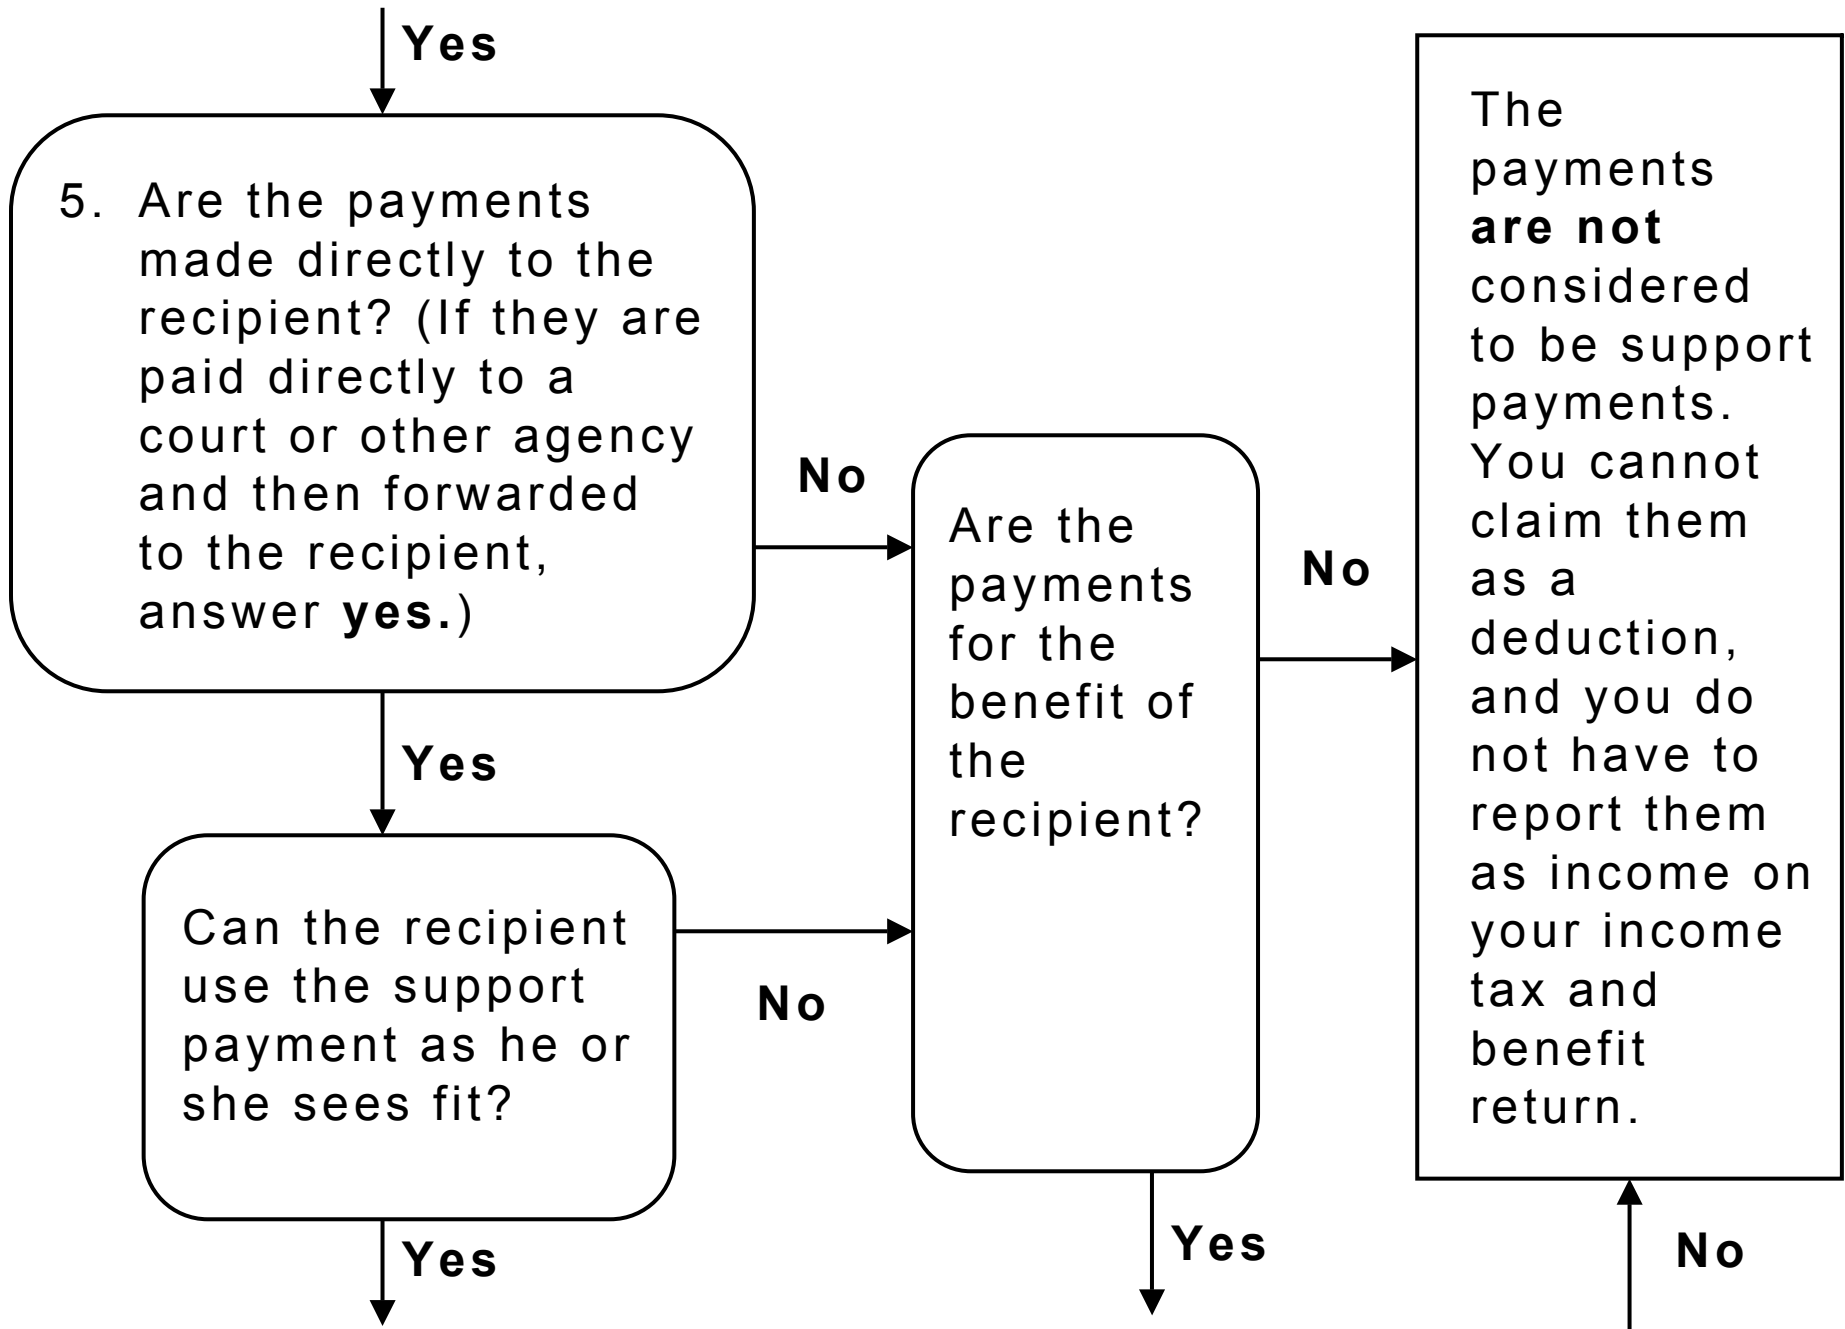 Yes
5. Are the payments
made directly to the
recipient? (If they are
paid directly to a
court or other agency
and then forwarded
to the recipient,
answer yes.)
No
Yes
Can the recipient
use the support
payment as he or
she sees fit?
No
Yes
Are the
payments
for the
benefit of
the
recipient?
No
Yes
The
payments
are not
considered
to be support
payments.
You cannot
claim them
as a
deduction,
and you do
not have to
report them
as income on
your income
tax and
benefit
return.
No